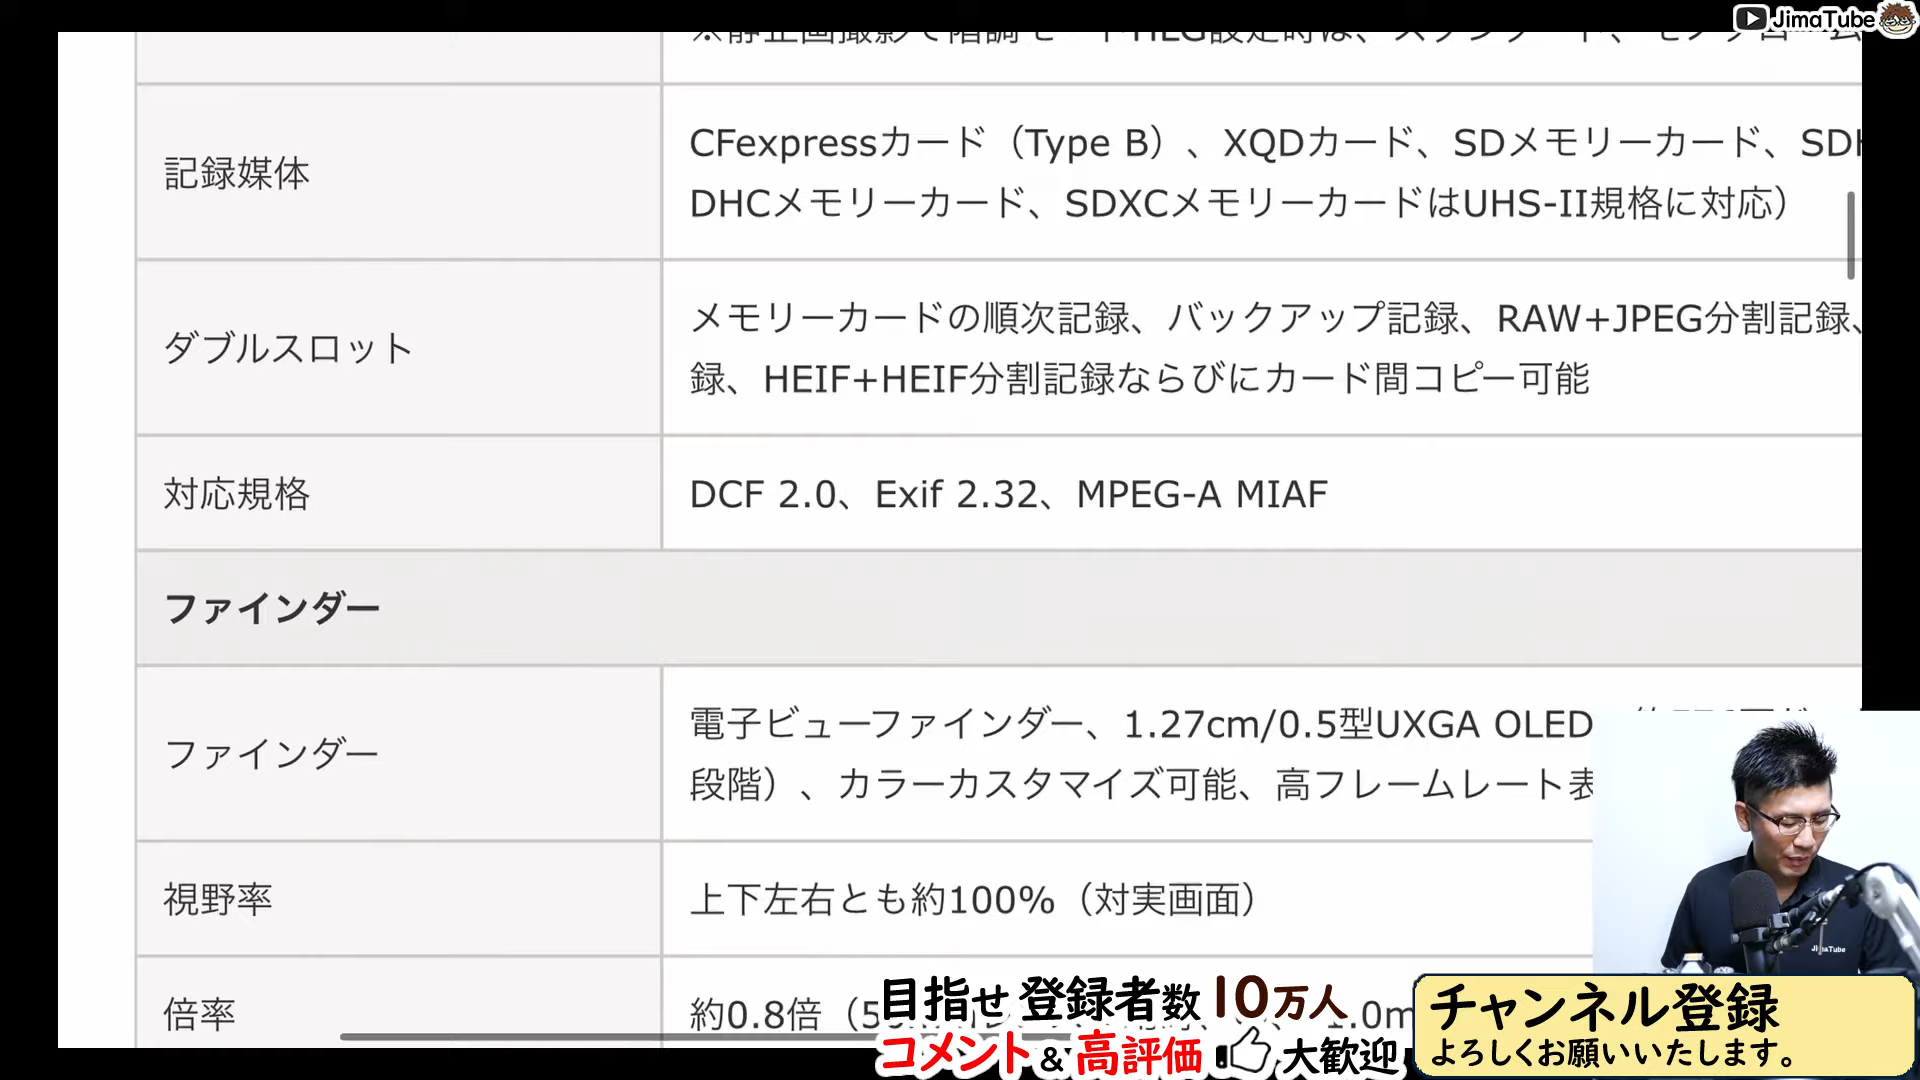 JimaTube
記録媒体
CFexpressカード（Type B）、XQDカード、SDメモリーカード、SD
DHCメモリーカード、SDXCメモリーカードはUHS-II規格に対応）
ダブルスロット
メモリーカードの順次記録、バックアップ記録、RAW+JPEG分割記録、
録、HEIF+HEIF分割記録ならびにカード間コピー可能
対応規格
DCF 2.0、Exif 2.32、MPEG-A MIAF
ファインダー
ファインダー
電子ビューファインダー、1.27cm/0.5型UXGA OLED
段階）、カラーカスタマイズ可能、高フレームレート表
視野率
上下左右とも約100%（対実画面）
倍率
約0.8倍（5
JimaTube
目指せ 登録者数 10万人
コメント & 高評価 大歓迎
チャンネル登録
よろしくお願いいたします。